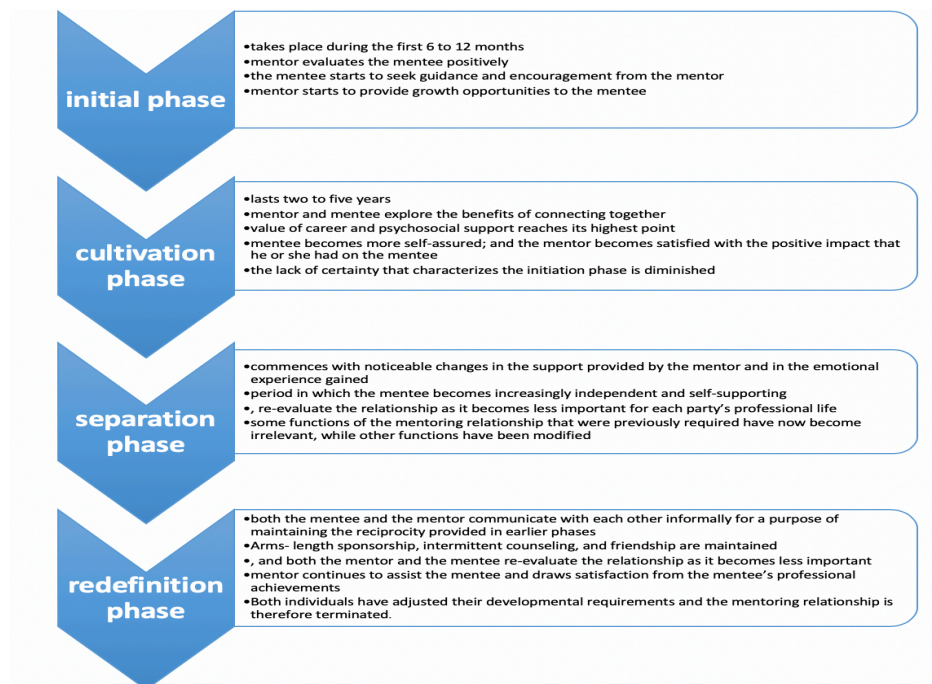 initial phase
•takes place during the first 6 to 12 months
•mentor evaluates the mentee positively
•the mentee starts to seek guidance and encouragement from the mentor
•mentor starts to provide growth opportunities to the mentee
cultivation
phase
•lasts two to five years
•mentor and mentee explore the benefits of connecting together
•value of career and psychosocial support reaches its highest point
•mentee becomes more self-assured; and the mentor becomes satisfied with the positive impact that
he or she had on the mentee
•the lack of certainty that characterizes the initiation phase is diminished
separation
phase
•commences with noticeable changes in the support provided by the mentor and in the emotional
experience gained
•period in which the mentee becomes increasingly independent and self-supporting
•, re-evaluate the relationship as it becomes less important for each party’s professional life
•some functions of the mentoring relationship that were previously required have now become
irrelevant, while other functions have been modified
redefinition
phase
•both the mentee and the mentor communicate with each other informally for a purpose of
maintaining the reciprocity provided in earlier phases
•Arms- length sponsorship, intermittent counseling, and friendship are maintained
•, and both the mentor and the mentee re-evaluate the relationship as it becomes less important
•mentor continues to assist the mentee and draws satisfaction from the mentee’s professional
achievements
•Both individuals have adjusted their developmental requirements and the mentoring relationship is
therefore terminated.